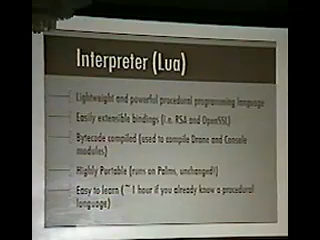 Interpreter (Lua)
Lightweight and powerful procedural programming language
Easily extensible bindings (i.e. RSA and OpenSSL)
Bytecode compiled (used to compile Drone and Console
modules)
Highly Portable (runs on Palms, unchanged!)
Easy to learn (~ 1 hour if you already know a procedural
language)